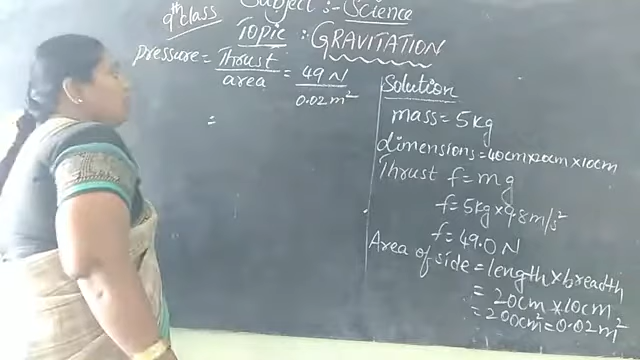 9th class
Subject :- Science
Topic : GRAVITATION
Pressure = Thrust / area = 49 N / 0.02 m²
=
Solution
mass = 5kg
dimensions = 40cm×20cm×10cm
Thrust f = mg
f = 5kg × 9.8m/s²
f = 49.0 N
Area of side = length × breadth
= 20cm × 10cm
= 200cm² = 0.02m²